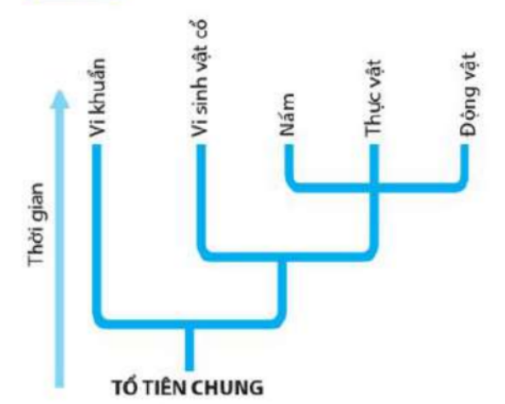 Vi khuẩn
Vi sinh vật cổ
Nấm
Thực vật
Động vật
Thời gian
TỔ TIÊN CHUNG